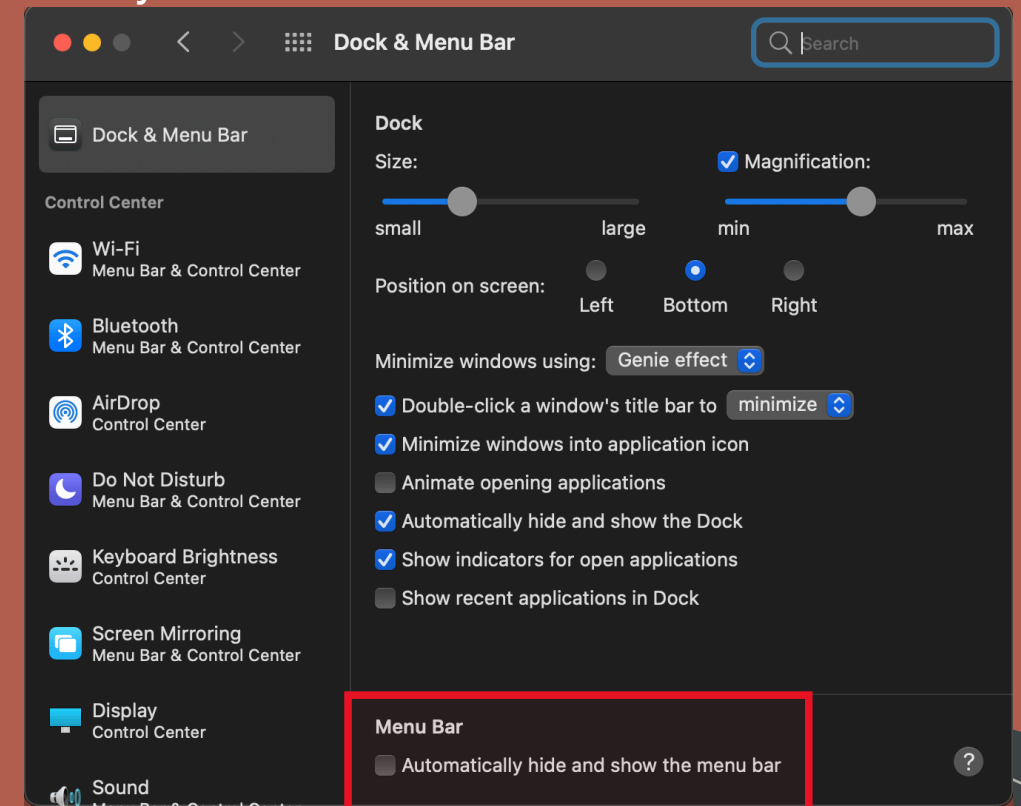 Dock & Menu Bar
Search
Dock & Menu Bar
Control Center
Wi-Fi
Menu Bar & Control Center
Bluetooth
Menu Bar & Control Center
AirDrop
Control Center
Do Not Disturb
Menu Bar & Control Center
Keyboard Brightness
Control Center
Screen Mirroring
Menu Bar & Control Center
Display
Control Center
Sound
Menu Bar & Control Center
Dock
Size:
Magnification:
small large
min max
Position on screen:
Left Bottom Right
Minimize windows using: Genie effect
Double-click a window's title bar to minimize
Minimize windows into application icon
Animate opening applications
Automatically hide and show the Dock
Show indicators for open applications
Show recent applications in Dock
Menu Bar
Automatically hide and show the menu bar
?